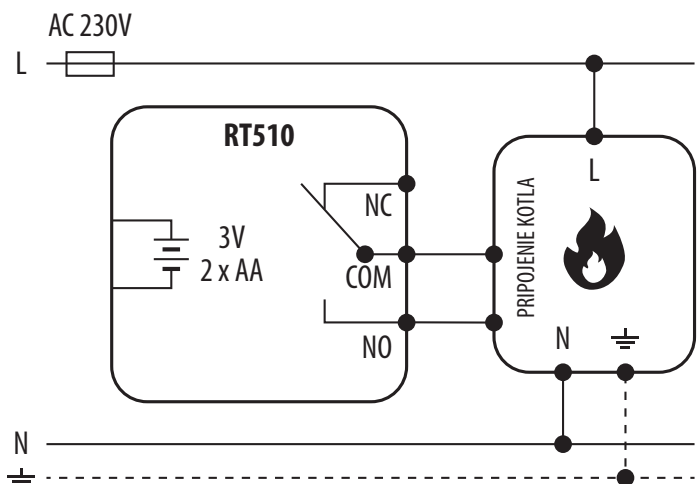 AC 230V
L
RT510
NC
3V
2 x AA
COM
NO
L
PRIPOJENIE KOTLA
N
N